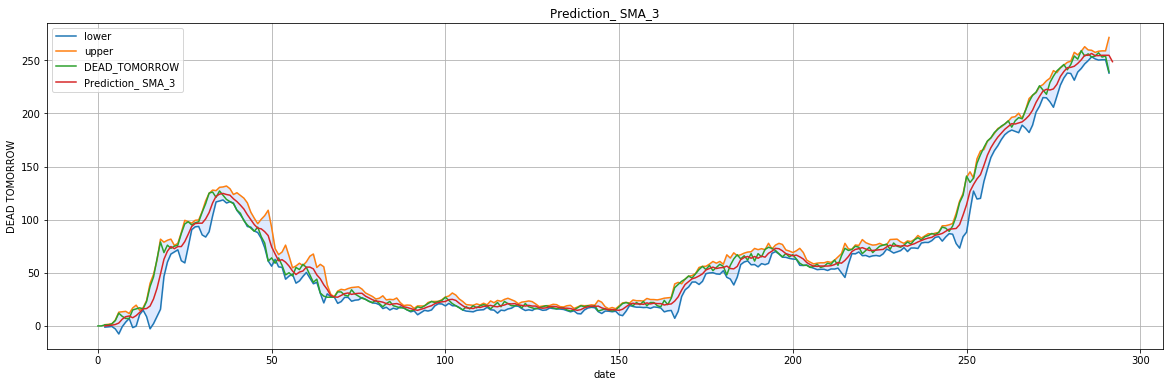 Prediction_ SMA_3
lower
upper
DEAD_TOMORROW
Prediction_ SMA_3
DEAD TOMORROW
250
200
150
100
50
0
0
50
100
150
200
250
300
date